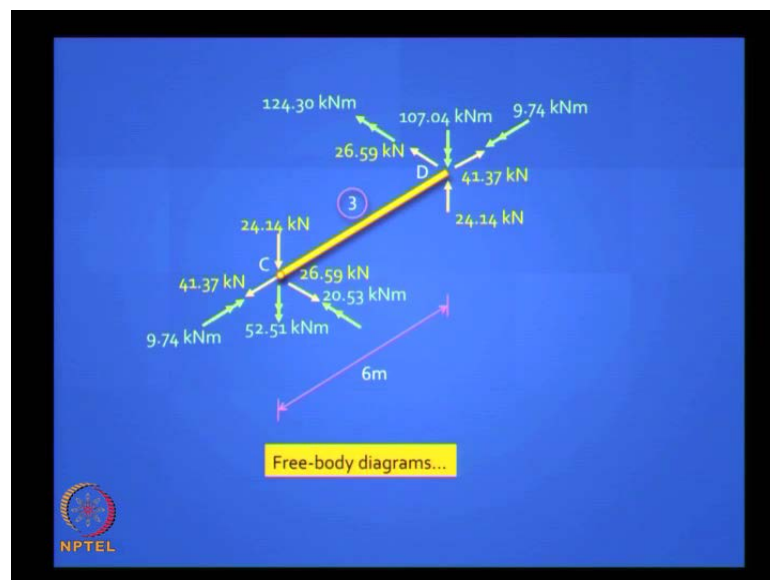 124.30 kNm
107.04 kNm
9.74 kNm
26.59 kN
D
41.37 kN
3
24.14 kN
24.14 kN
C
26.59 kN
41.37 kN
20.53 kNm
9.74 kNm
52.51 kNm
6m
Free-body diagrams...
NPTEL